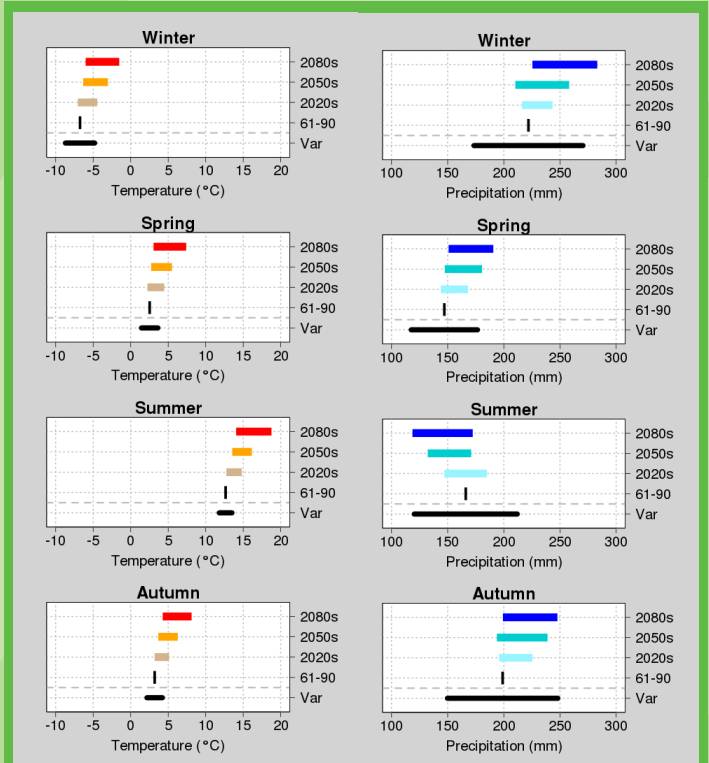 Winter
2080s
2050s
2020s
61-90
Var
-10 -5 0 5 10 15 20
Temperature (°C)
Winter
2080s
2050s
2020s
61-90
Var
100 150 200 250 300
Precipitation (mm)
Spring
2080s
2050s
2020s
61-90
Var
-10 -5 0 5 10 15 20
Temperature (°C)
Spring
2080s
2050s
2020s
61-90
Var
100 150 200 250 300
Precipitation (mm)
Summer
2080s
2050s
2020s
61-90
Var
-10 -5 0 5 10 15 20
Temperature (°C)
Summer
2080s
2050s
2020s
61-90
Var
100 150 200 250 300
Precipitation (mm)
Autumn
2080s
2050s
2020s
61-90
Var
-10 -5 0 5 10 15 20
Temperature (°C)
Autumn
2080s
2050s
2020s
61-90
Var
100 150 200 250 300
Precipitation (mm)